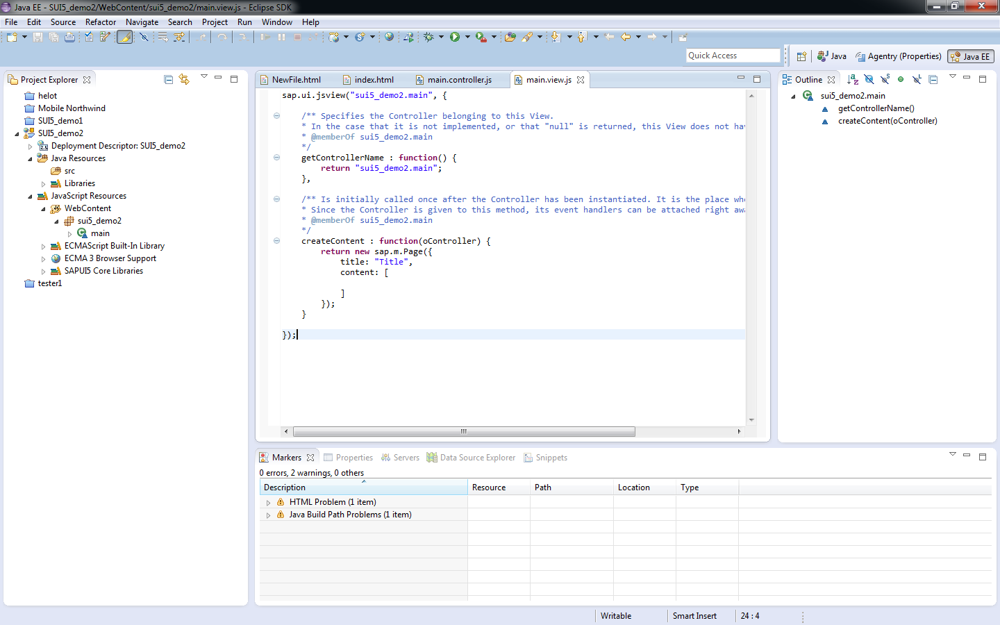 Java EE - SUI5_demo2/WebContent/sui5_demo2/main.view.js - Eclipse SDK
File Edit Source Refactor Navigate Search Project Run Window Help
Quick Access
Java Agentry (Properties) Java EE
Project Explorer
helot
Mobile Northwind
SUI5_demo1
SUI5_demo2
Deployment Descriptor: SUI5_demo2
Java Resources
src
Libraries
JavaScript Resources
WebContent
sui5_demo2
main
ECMAScript Built-In Library
ECMA 3 Browser Support
SAPUI5 Core Libraries
tester1
NewFile.html index.html main.controller.js main.view.js
sap.ui.jsview("sui5_demo2.main", {
/** Specifies the Controller belonging to this View.
* In the case that it is not implemented, or that "null" is returned, this View does not hav
* @memberOf sui5_demo2.main
*/
getControllerName : function() {
return "sui5_demo2.main";
},
/** Is initially called once after the Controller has been instantiated. It is the place whe
* Since the Controller is given to this method, its event handlers can be attached right awa
* @memberOf sui5_demo2.main
*/
createContent : function(oController) {
return new sap.m.Page({
title: "Title",
content: [
]
});
}
});
Outline
sui5_demo2.main
getControllerName()
createContent(oController)
Markers Properties Servers Data Source Explorer Snippets
0 errors, 2 warnings, 0 others
Description Resource Path Location Type
HTML Problem (1 item)
Java Build Path Problems (1 item)
Writable Smart Insert 24 : 4